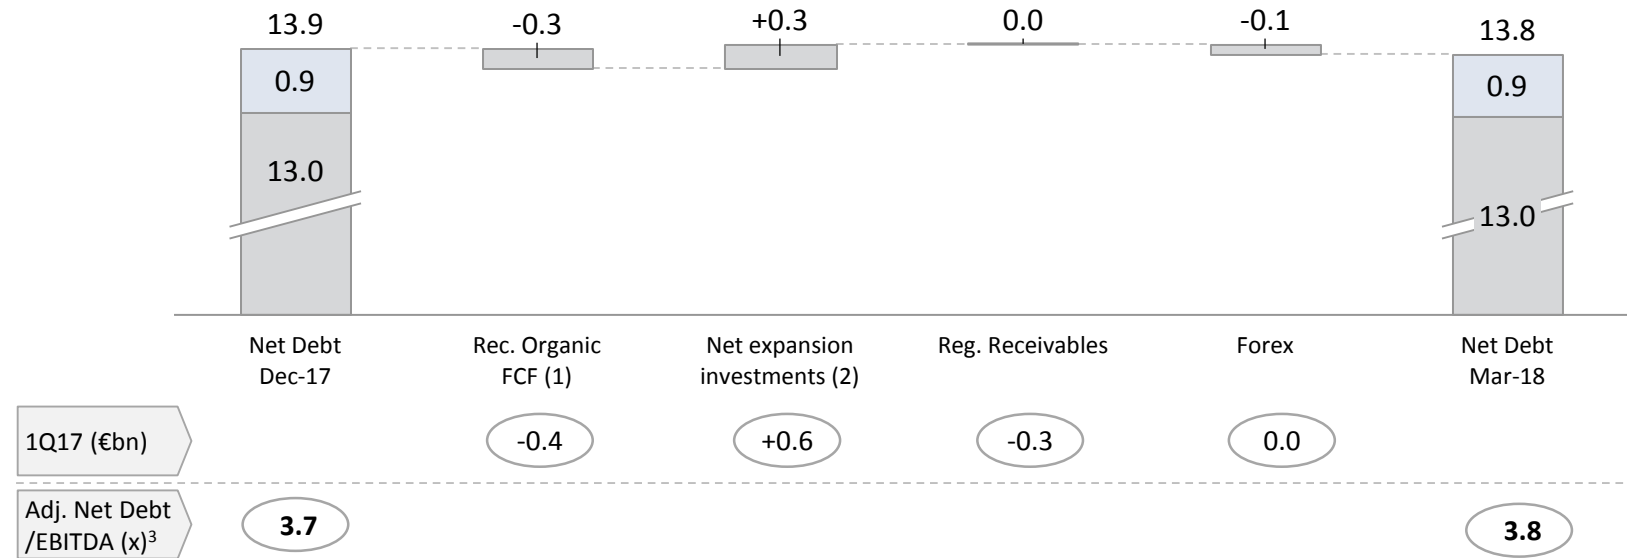 13.9 -0.3 +0.3 0.0 -0.1 13.8
0.9 0.9
13.0
13.0
Net Debt Rec. Organic Net expansion Reg. Receivables Forex Net Debt
Dec-17 FCF (1) investments (2) Mar-18
1Q17 (€bn) -0.4 +0.6 -0.3 0.0
Adj. Net Debt
/EBITDA (x)³ 3.7 3.8